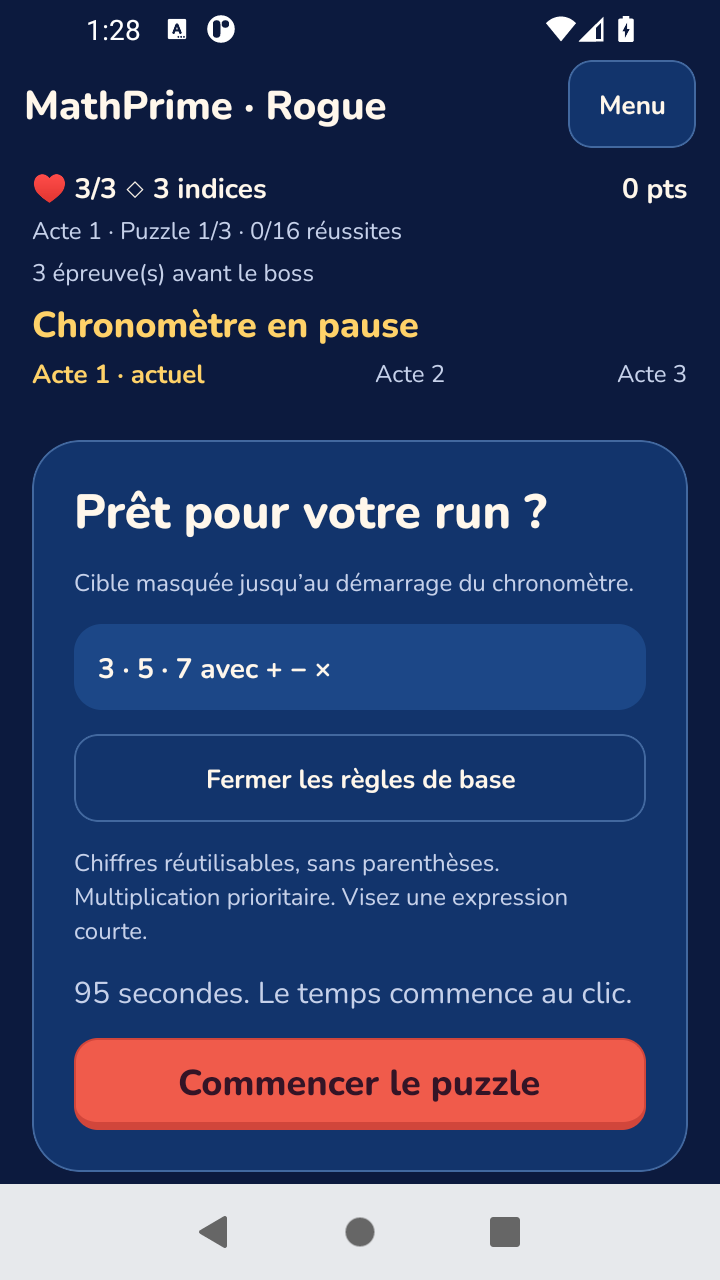 1:28
MathPrime · Rogue
Menu
❤️ 3/3 ◇ 3 indices
0 pts
Acte 1 · Puzzle 1/3 · 0/16 réussites
3 épreuve(s) avant le boss
Chronomètre en pause
Acte 1 · actuel
Acte 2
Acte 3
Prêt pour votre run ?
Cible masquée jusqu’au démarrage du chronomètre.
3 · 5 · 7 avec + − ×
Fermer les règles de base
Chiffres réutilisables, sans parenthèses.
Multiplication prioritaire. Visez une expression
courte.
95 secondes. Le temps commence au clic.
Commencer le puzzle